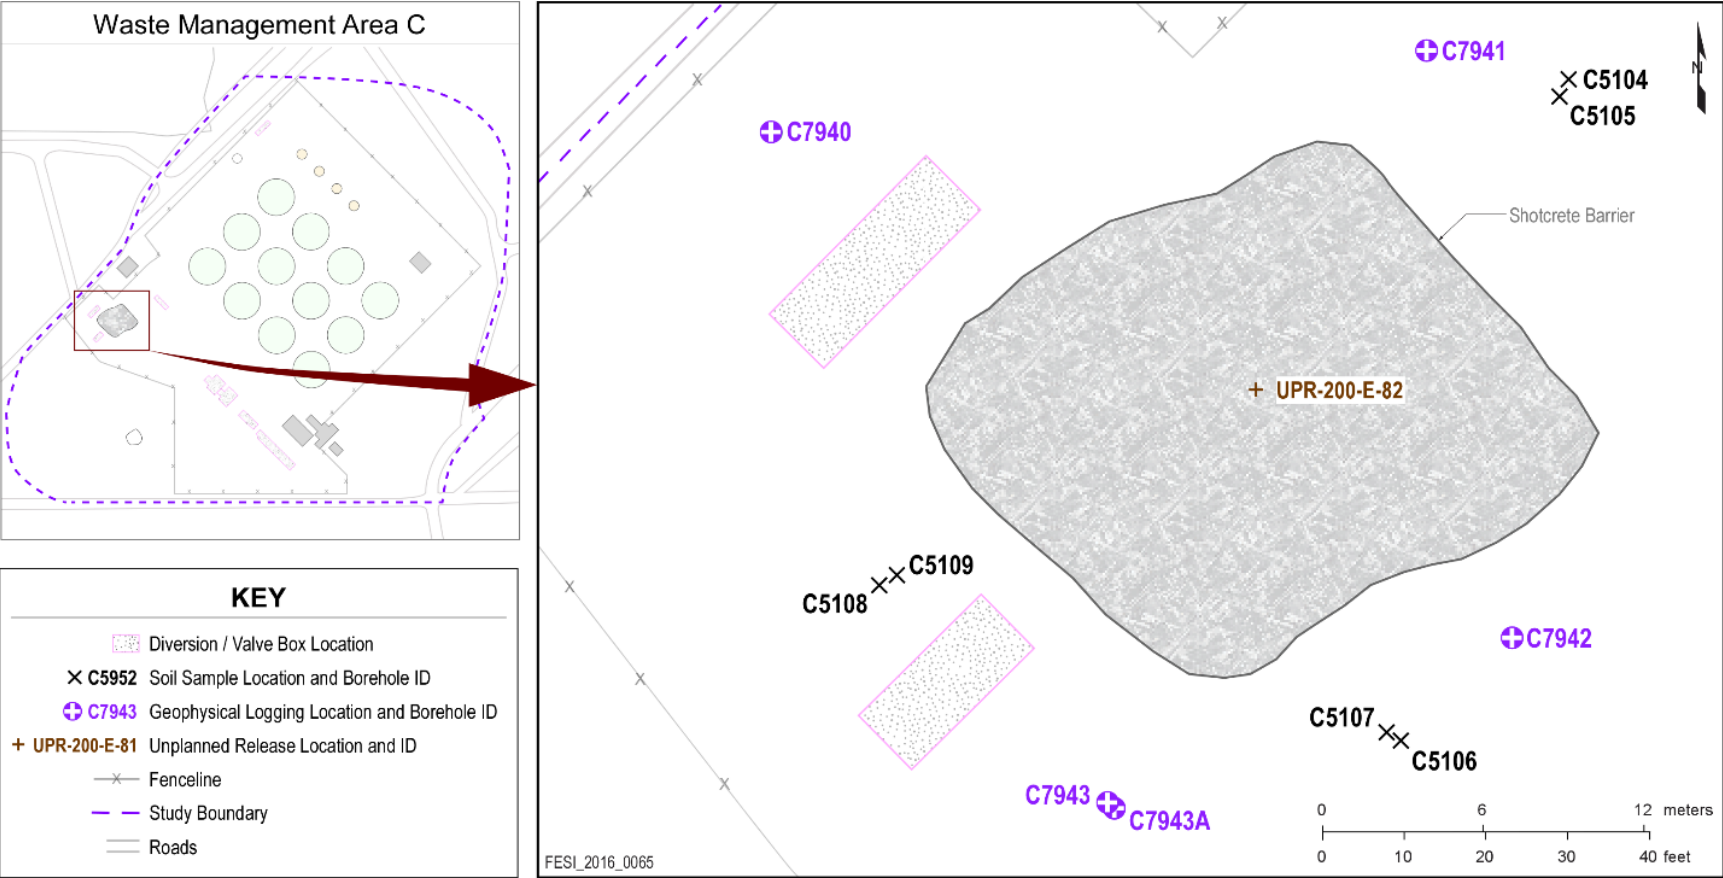 Waste Management Area C
KEY
Diversion / Valve Box Location
C5952 Soil Sample Location and Borehole ID
C7943 Geophysical Logging Location and Borehole ID
UPR-200-E-81 Unplanned Release Location and ID
Fenceline
Study Boundary
Roads
C7941
N
C5104
C5105
C7940
Shotcrete Barrier
UPR-200-E-82
C5109
C5108
C7942
C5107
C5106
C7943
C7943A
0 6 12 meters
0 10 20 30 40 feet
FESI_2016_0065